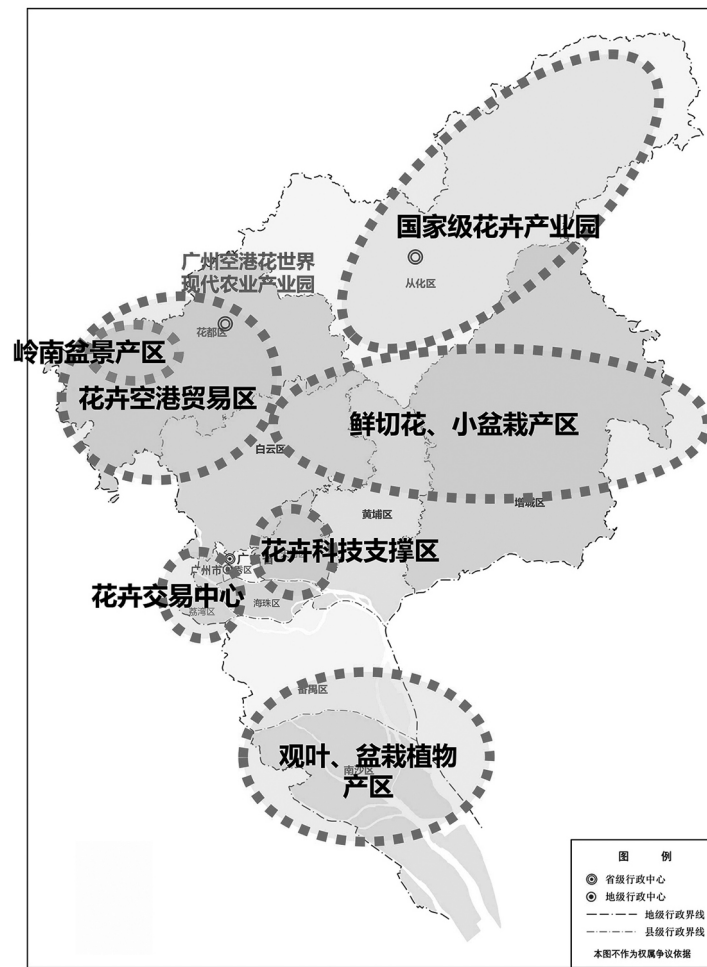 国家级花卉产业园
从化区
广州空港花世界
现代农业产业园
花都区
岭南盆景产区
花卉空港贸易区
鲜切花、小盆栽产区
白云区
增城区
黄埔区
花卉科技支撑区
广
广州市
秀区
花卉交易中心
荔湾区
海珠区
番禺区
观叶、盆栽植物
产区
南沙区
图 例
省级行政中心
地级行政中心
地级行政界线
县级行政界线
本图不作为权属争议依据